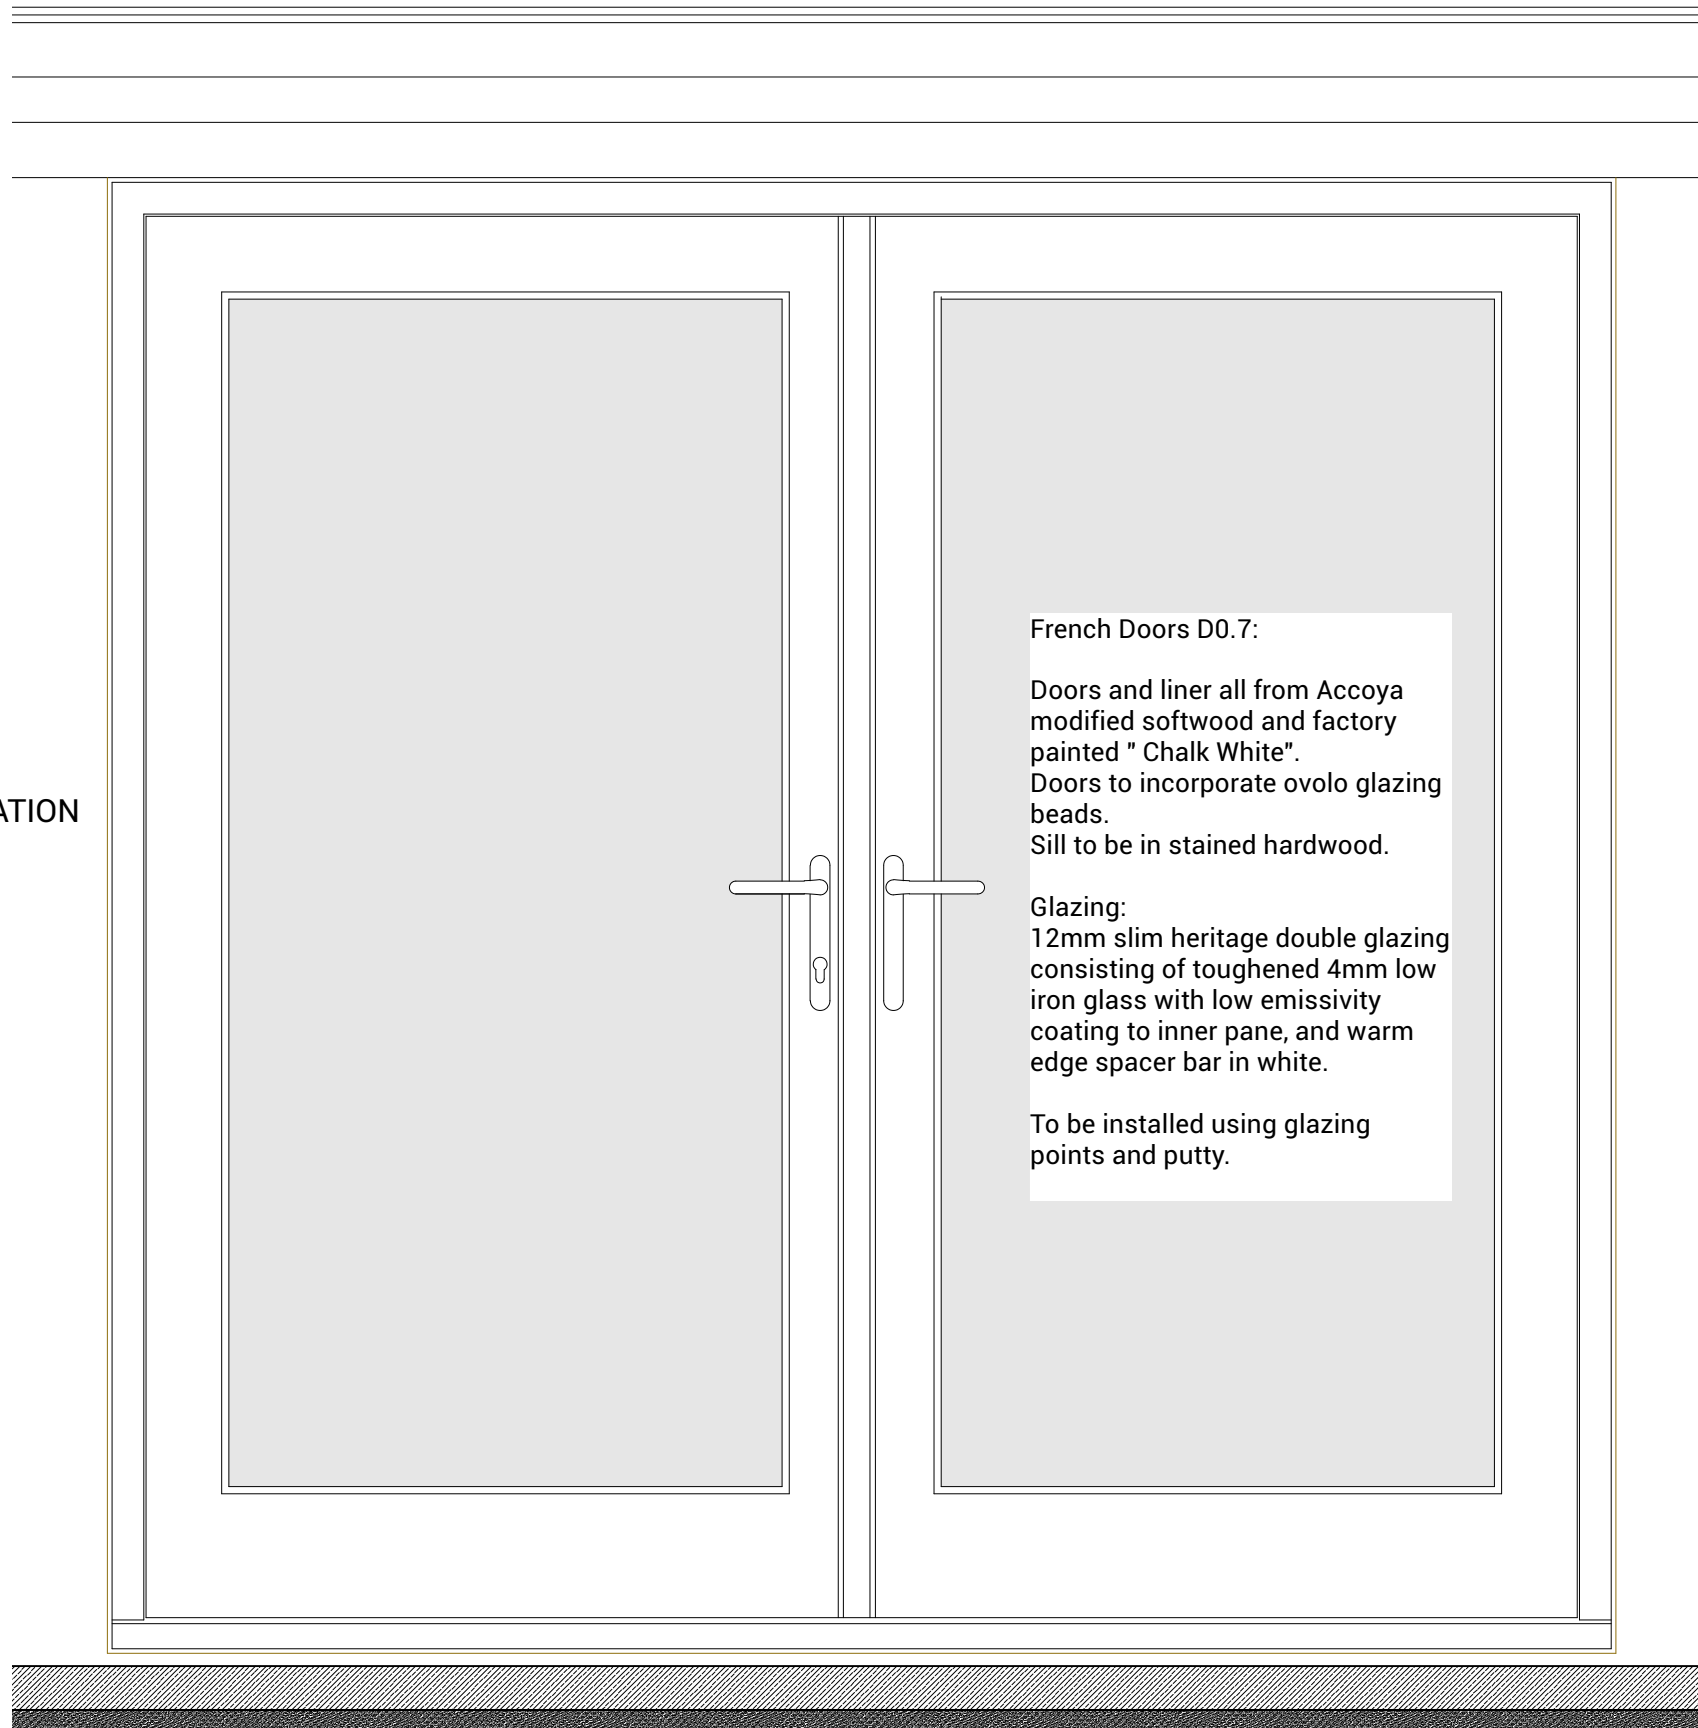 ATION
French Doors D0.7:
Doors and liner all from Accoya
modified softwood and factory
painted " Chalk White".
Doors to incorporate ovolo glazing
beads.
Sill to be in stained hardwood.
Glazing:
12mm slim heritage double glazing
consisting of toughened 4mm low
iron glass with low emissivity
coating to inner pane, and warm
edge spacer bar in white.
To be installed using glazing
points and putty.